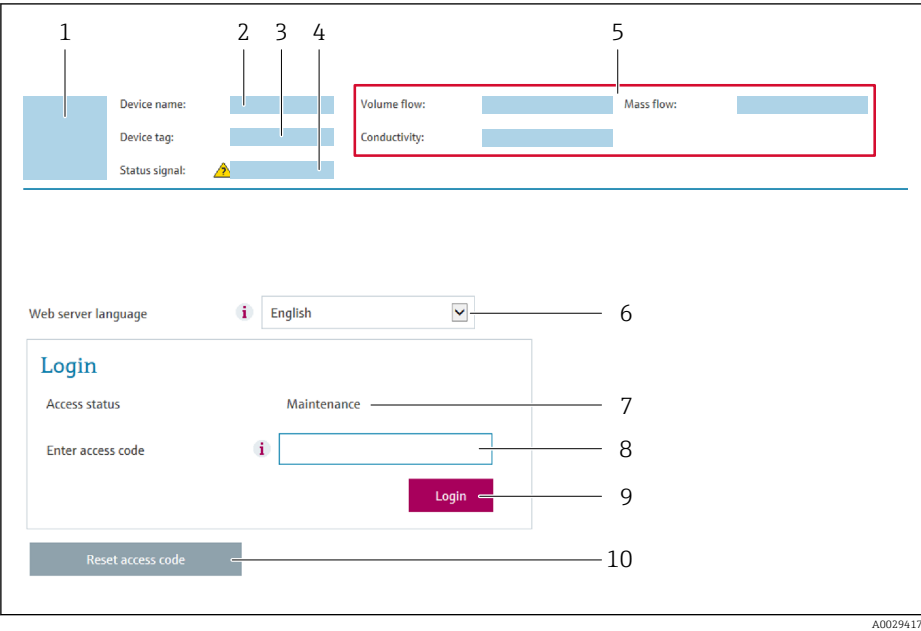 1 2 3 4 5
Device name: Volume flow: Mass flow:
Device tag: Conductivity:
Status signal: ?
Web server language i English 6
Login
Access status Maintenance 7
Enter access code i 8
Login 9
Reset access code 10
A0029417